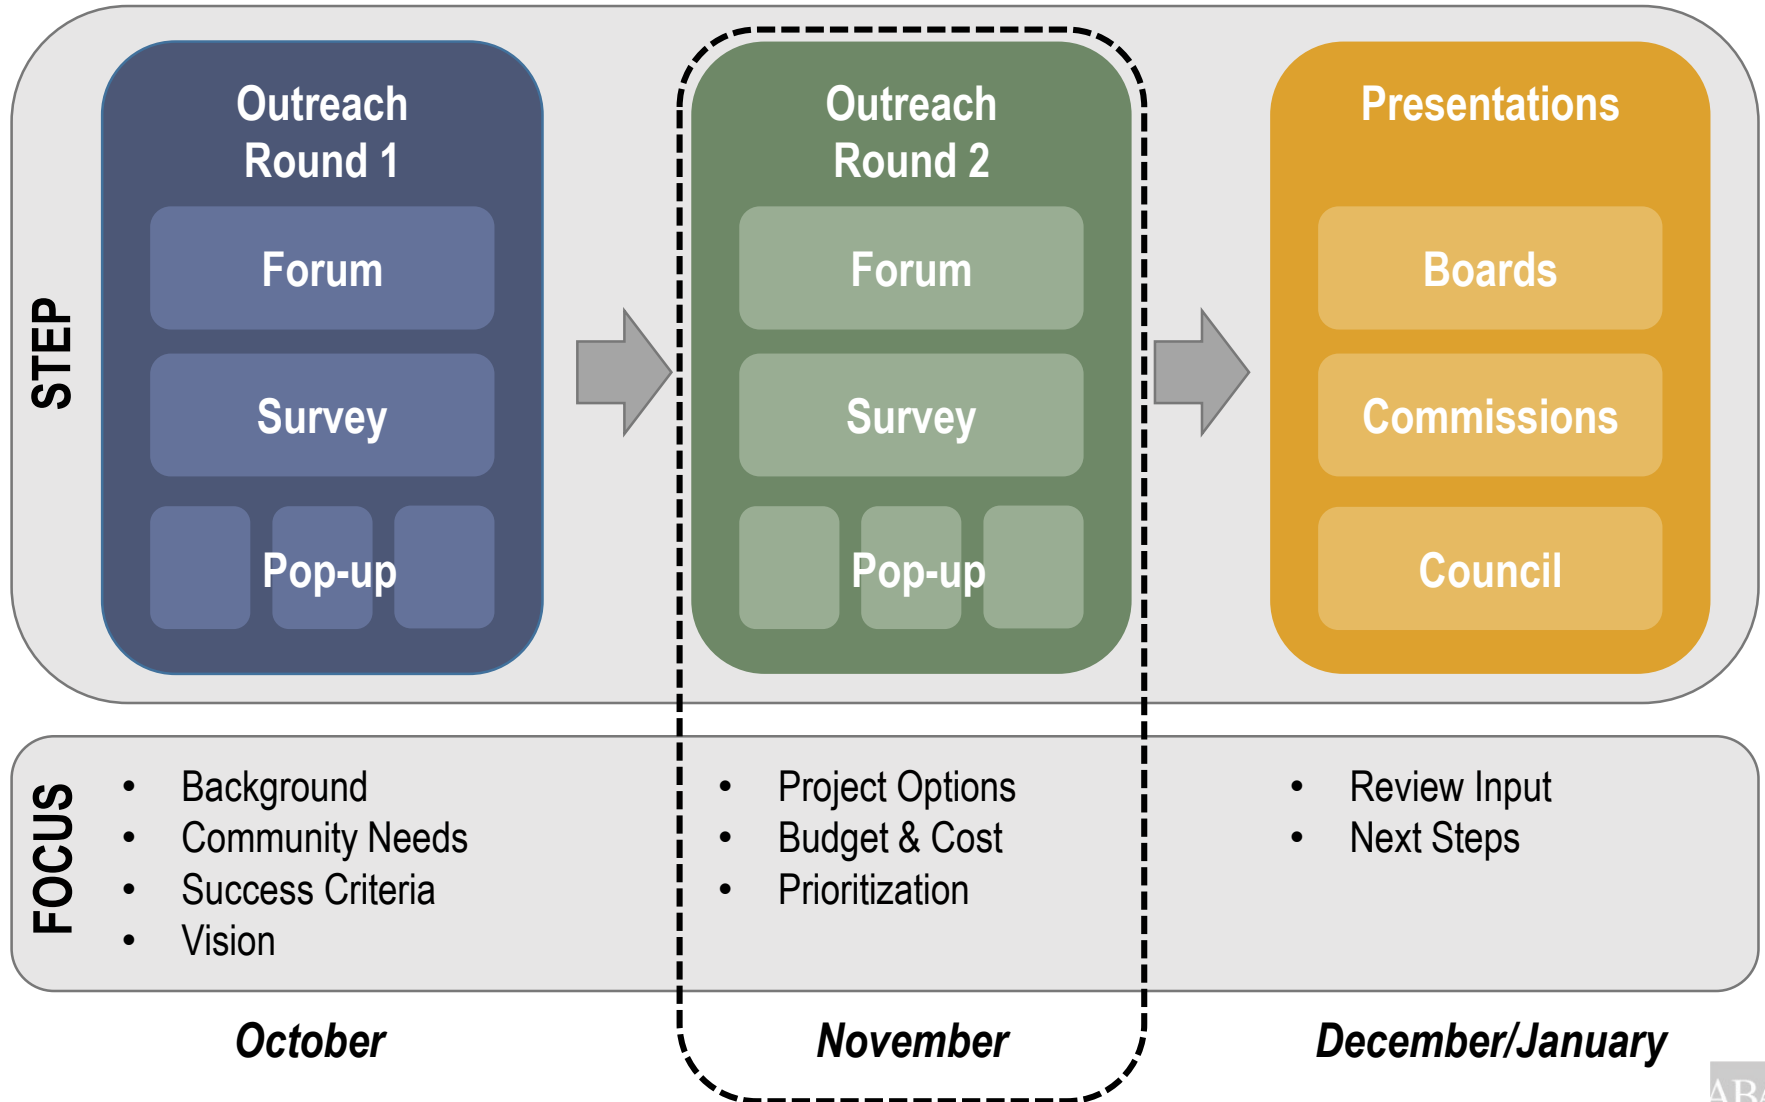 STEP
Outreach
Round 1
Forum
Survey
Pop-up
Outreach
Round 2
Forum
Survey
Pop-up
Presentations
Boards
Commissions
Council
FOCUS
• Background
• Community Needs
• Success Criteria
• Vision
• Project Options
• Budget & Cost
• Prioritization
• Review Input
• Next Steps
October
November
December/January